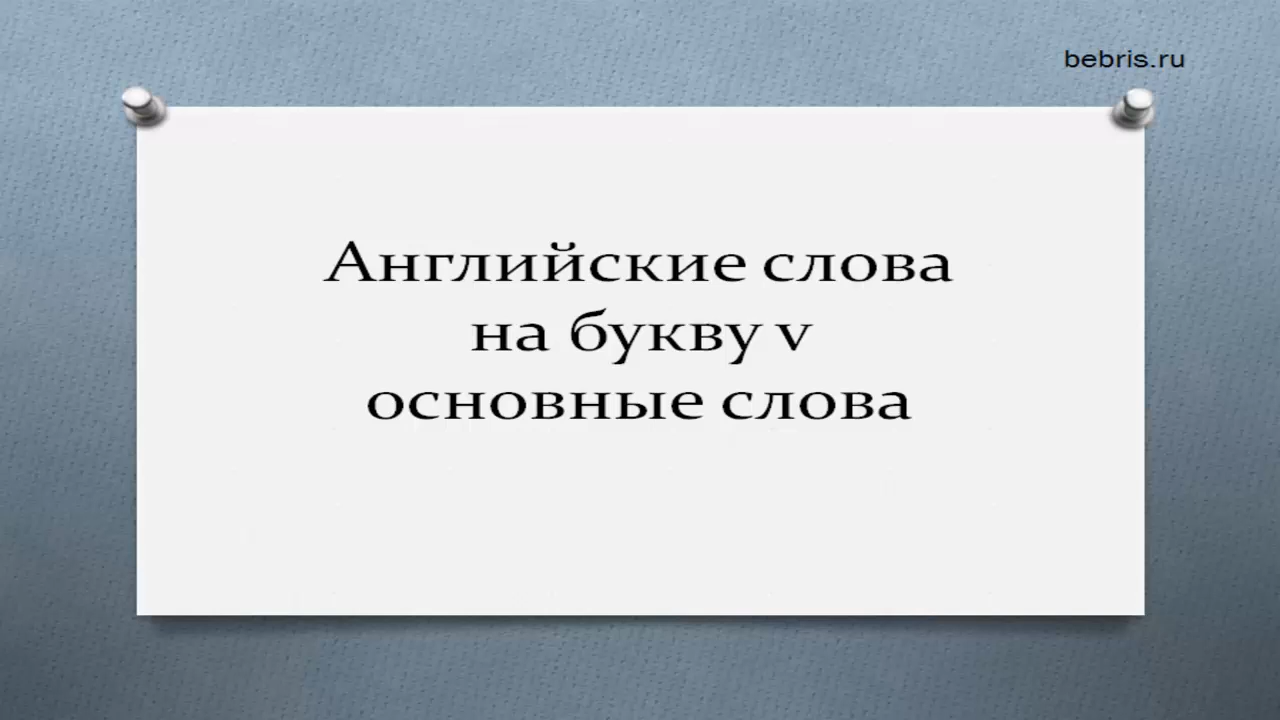 bebris.ru
Английские слова
на букву v
основные слова